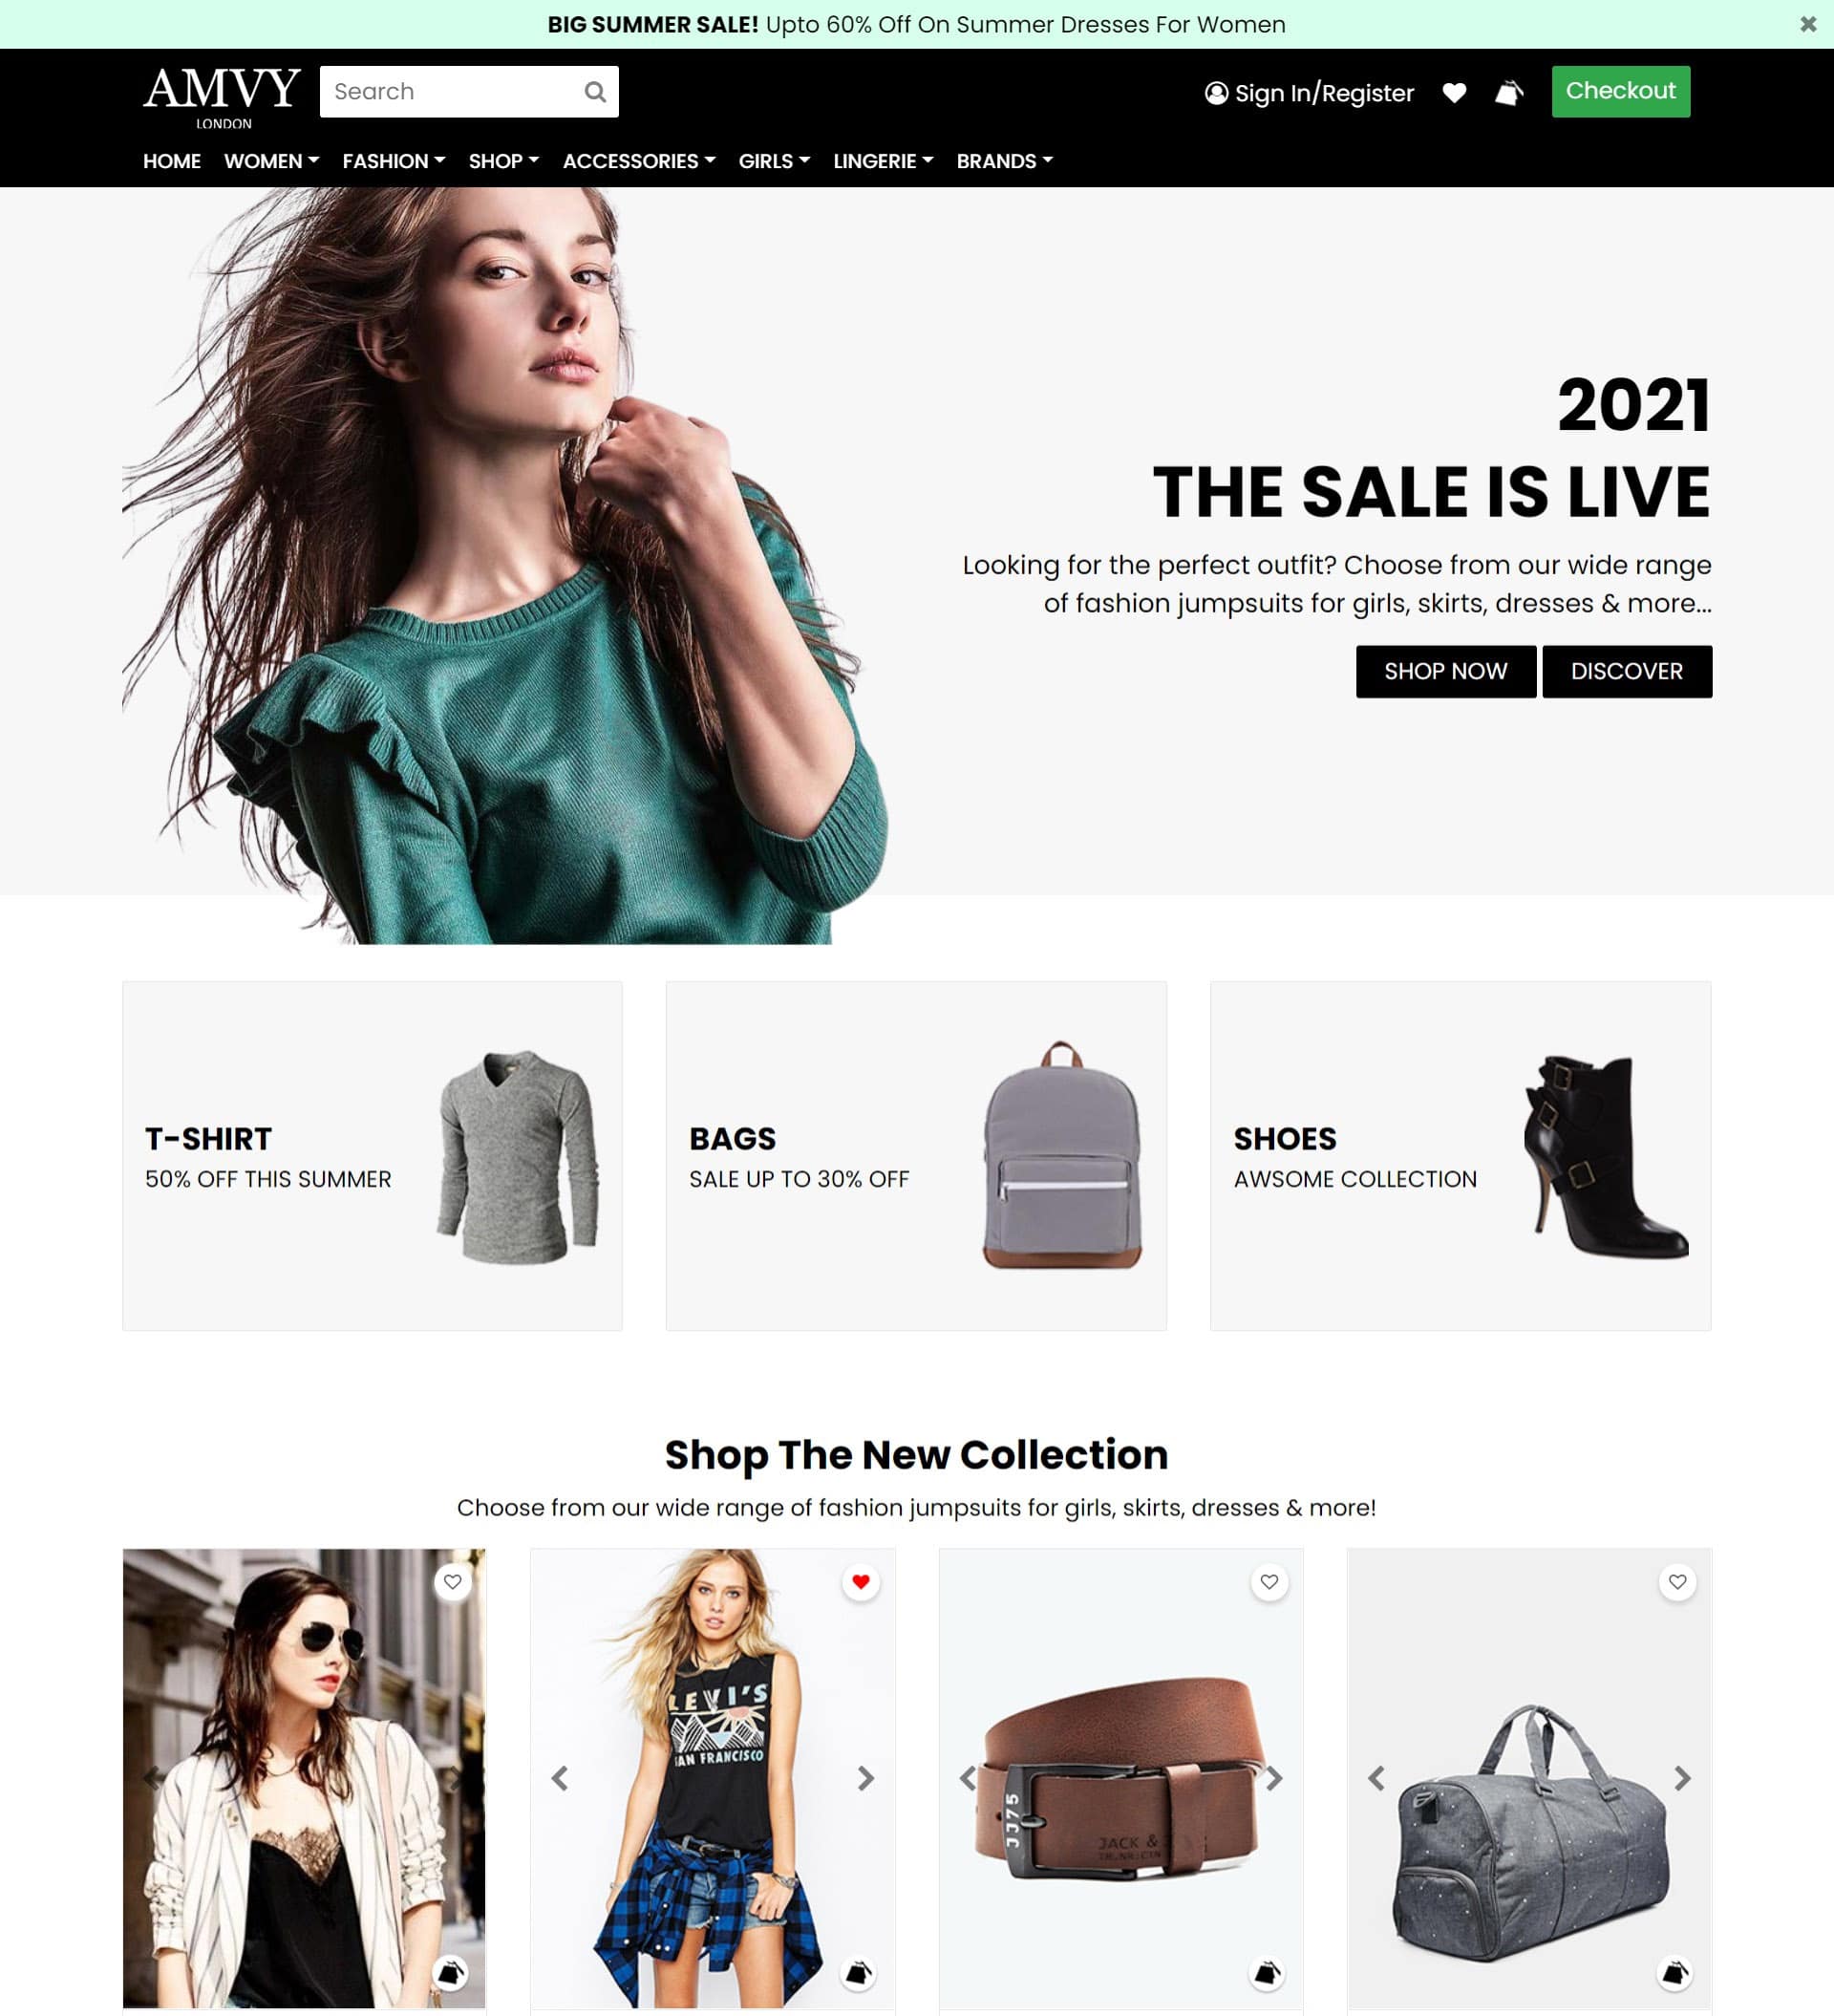 BIG SUMMER SALE! Upto 60% Off On Summer Dresses For Women
AMVY
LONDON
Search
Sign In/Register
Checkout
HOME WOMEN FASHION SHOP ACCESSORIES GIRLS LINGERIE BRANDS
2021
THE SALE IS LIVE
Looking for the perfect outfit? Choose from our wide range
of fashion jumpsuits for girls, skirts, dresses & more...
SHOP NOW DISCOVER
T-SHIRT
50% OFF THIS SUMMER
BAGS
SALE UP TO 30% OFF
SHOES
AWSOME COLLECTION
Shop The New Collection
Choose from our wide range of fashion jumpsuits for girls, skirts, dresses & more!
LEVI'S
SAN FRANCISCO
JJ75
JACK &